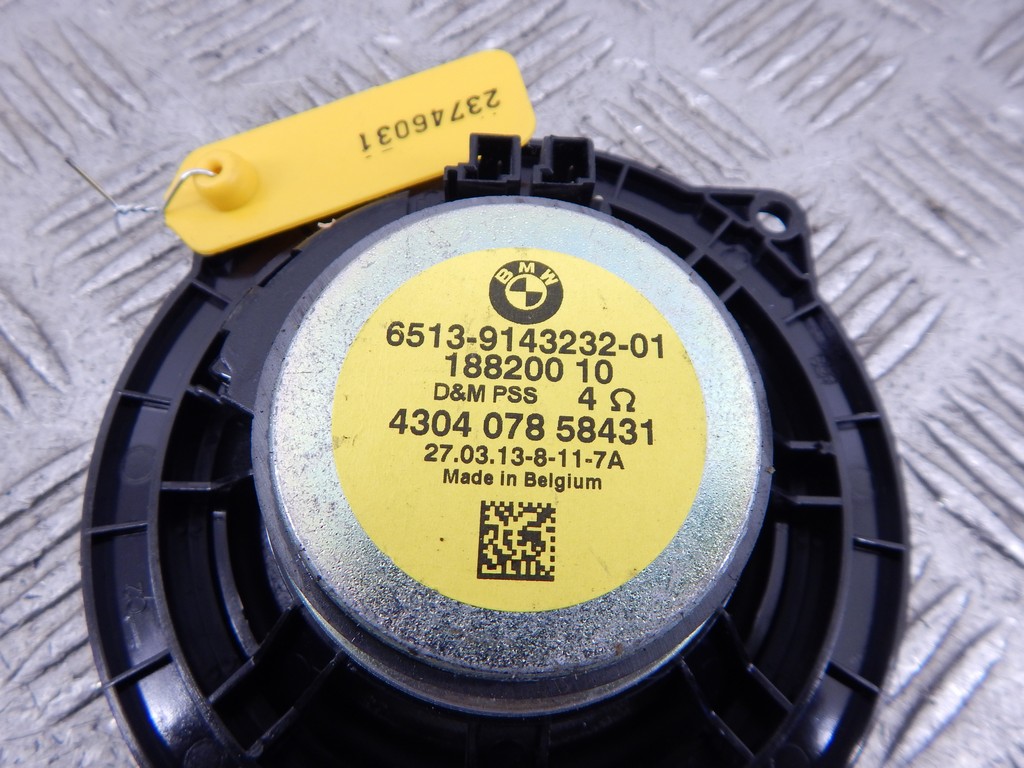 23746031
BMW
6513-9143232-01
188200 10
D&M PSS 4 Ω
4304 078 58431
27.03.13-8-11-7A
Made in Belgium